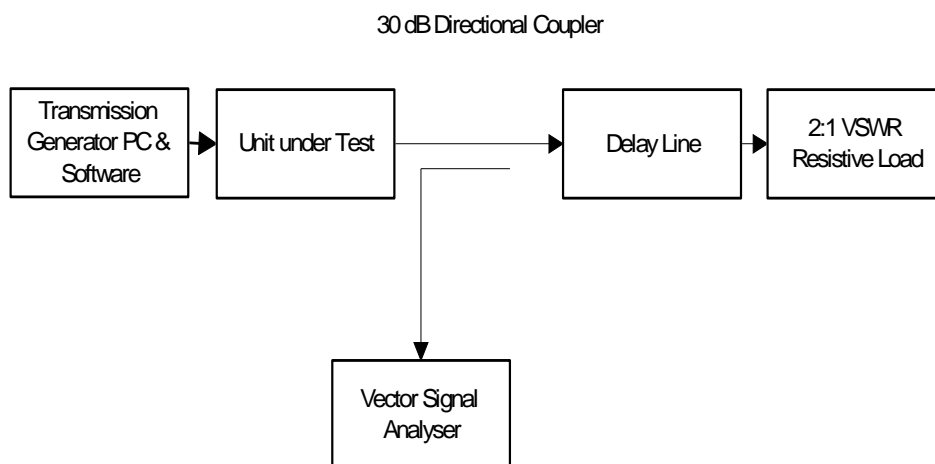 30 dB Directional Coupler
Transmission
Generator PC &
Software
Unit under Test
Delay Line
2:1 VSWR
Resistive Load
Vector Signal
Analyser